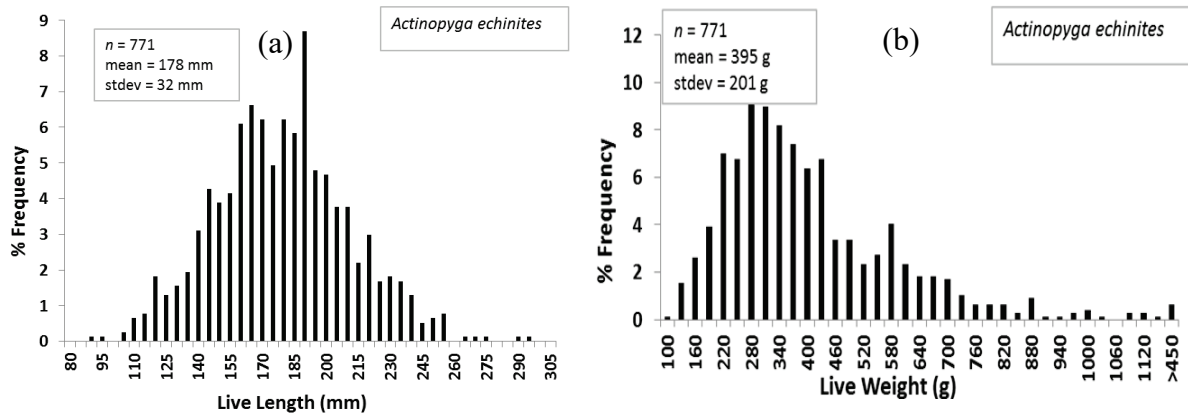 (a)
Actinopyga echinites
n = 771
mean = 178 mm
stdev = 32 mm
% Frequency
9
8
7
6
5
4
3
2
1
0
80 95 110 125 140 155 170 185 200 215 230 245 260 275 290 305
Live Length (mm)
(b)
Actinopyga echinites
n = 771
mean = 395 g
stdev = 201 g
% Frequency
12
10
8
6
4
2
0
100 160 220 280 340 400 460 520 580 640 700 760 820 880 940 1000 1060 1120 >450
Live Weight (g)